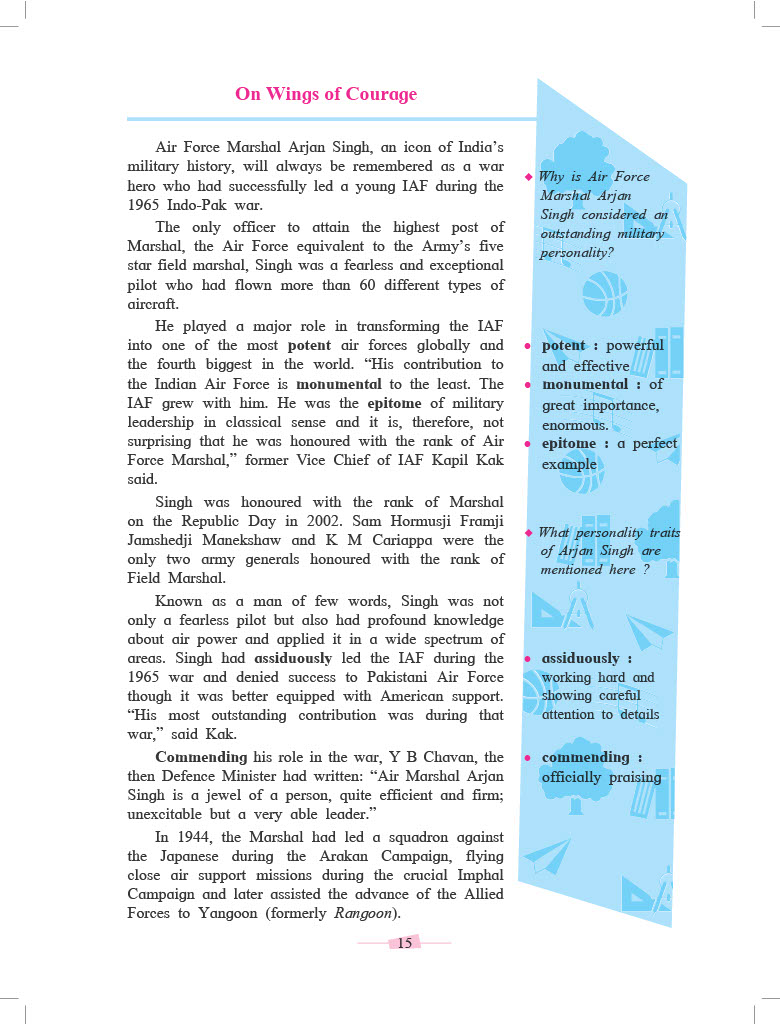 On Wings of Courage
Air Force Marshal Arjan Singh, an icon of India's
military history, will always be remembered as a war
hero who had successfully led a young IAF during the
1965 Indo-Pak war.
The only officer to attain the highest post of
Marshal, the Air Force equivalent to the Army's five
star field marshal, Singh was a fearless and exceptional
pilot who had flown more than 60 different types of
aircraft.
He played a major role in transforming the IAF
into one of the most potent air forces globally and
the fourth biggest in the world. “His contribution to
the Indian Air Force is monumental to the least. The
IAF grew with him. He was the epitome of military
leadership in classical sense and it is, therefore, not
surprising that he was honoured with the rank of Air
Force Marshal,” former Vice Chief of IAF Kapil Kak
said.
Singh was honoured with the rank of Marshal
on the Republic Day in 2002. Sam Hormusji Framji
Jamshedji Manekshaw and K M Cariappa were the
only two army generals honoured with the rank of
Field Marshal.
Known as a man of few words, Singh was not
only a fearless pilot but also had profound knowledge
about air power and applied it in a wide spectrum of
areas. Singh had assiduously led the IAF during the
1965 war and denied success to Pakistani Air Force
though it was better equipped with American support.
“His most outstanding contribution was during that
war,” said Kak.
Commending his role in the war, Y B Chavan, the
then Defence Minister had written: “Air Marshal Arjan
Singh is a jewel of a person, quite efficient and firm;
unexcitable but a very able leader.”
In 1944, the Marshal had led a squadron against
the Japanese during the Arakan Campaign, flying
close air support missions during the crucial Imphal
Campaign and later assisted the advance of the Allied
Forces to Yangoon (formerly Rangoon).
◆ Why is Air Force
Marshal Arjan
Singh considered an
outstanding military
personality?
• potent : powerful
and effective
• monumental : of
great importance,
enormous.
• epitome : a perfect
example
◆ What personality traits
of Arjan Singh are
mentioned here ?
• assiduously :
working hard and
showing careful
attention to details
• commending :
officially praising
15